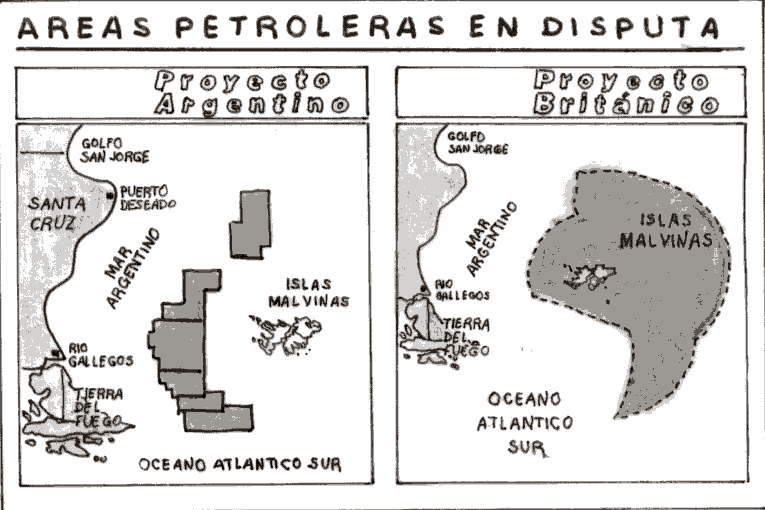 AREAS PETROLERAS EN DISPUTA
Proyecto
Argentino
GOLFO
SAN JORGE
PUERTO
DESEADO
SANTA
CRUZ
MAR
ARGENTINO
ISLAS
MALVINAS
RIO
GALLEGOS
TIERRA
DEL
FUEGO
OCEANO ATLANTICO SUR
Proyecto
Británico
GOLFO
SAN JORGE
MAR
ARGENTINO
ISLAS
MALVINAS
RIO
GALLEGOS
TIERRA
DEL
FUEGO
OCEANO
ATLANTICO
SUR